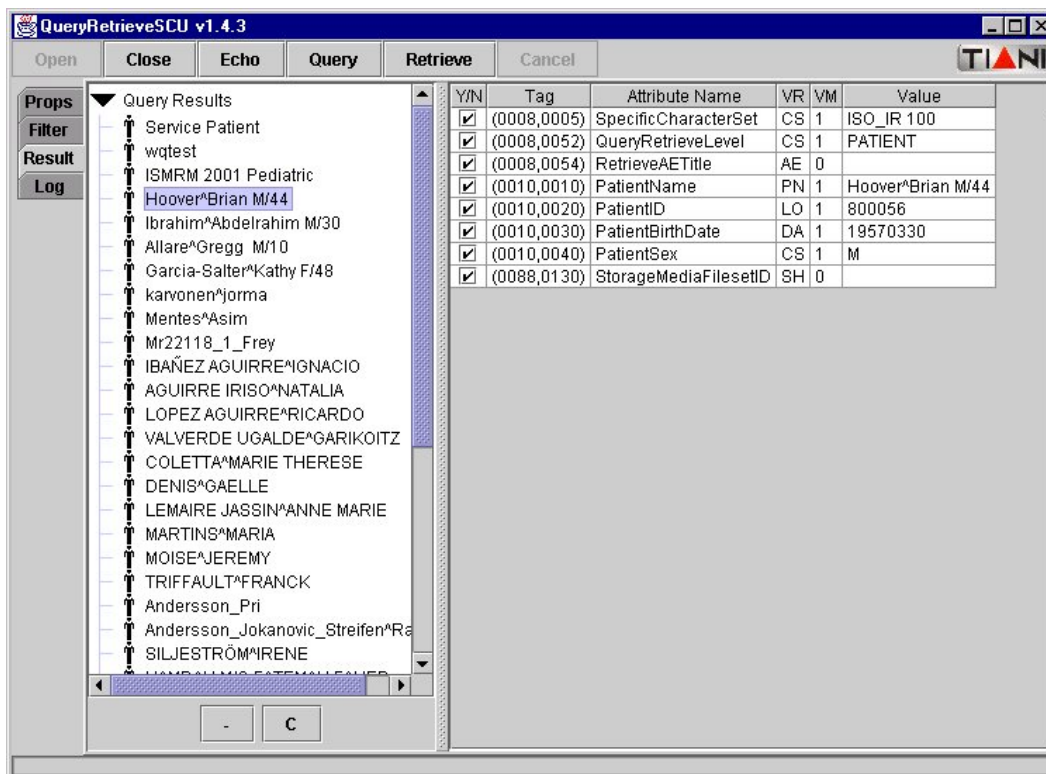 QueryRetrieveSCU v1.4.3
Open Close Echo Query Retrieve Cancel
TIANI
Props
Filter
Result
Log
Query Results
Service Patient
wqtest
ISMRM 2001 Pediatric
Hoover^Brian M/44
Ibrahim^Abdelrahim M/30
Allare^Gregg M/10
Garcia-Salter^Kathy F/48
karvonen^jorma
Mentes^Asim
Mr22118_1_Frey
IBAÑEZ AGUIRRE^IGNACIO
AGUIRRE IRISO^NATALIA
LOPEZ AGUIRRE^RICARDO
VALVERDE UGALDE^GARIKOITZ
COLETTA^MARIE THERESE
DENIS^GAELLE
LEMAIRE JASSIN^ANNE MARIE
MARTINS^MARIA
MOISE^JEREMY
TRIFFAULT^FRANCK
Andersson_Pri
Andersson_Jokanovic_Streifen^Ra
SILJESTRÖM^IRENE
- C
Y/N Tag Attribute Name VR VM Value
(0008,0005) SpecificCharacterSet CS 1 ISO_IR 100
(0008,0052) QueryRetrieveLevel CS 1 PATIENT
(0008,0054) RetrieveAETitle AE 0
(0010,0010) PatientName PN 1 Hoover^Brian M/44
(0010,0020) PatientID LO 1 800056
(0010,0030) PatientBirthDate DA 1 19570330
(0010,0040) PatientSex CS 1 M
(0088,0130) StorageMediaFilesetID SH 0